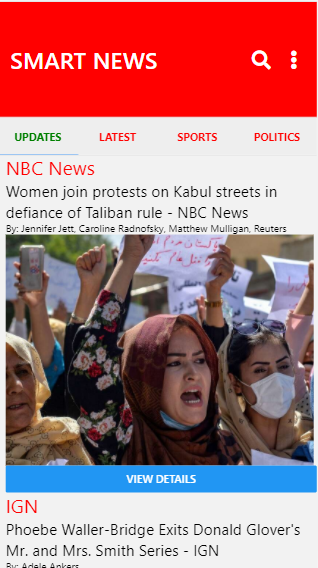 SMART NEWS
UPDATES LATEST SPORTS POLITICS
NBC News
Women join protests on Kabul streets in
defiance of Taliban rule - NBC News
By: Jennifer Jett, Caroline Radnofsky, Matthew Mulligan, Reuters
VIEW DETAILS
IGN
Phoebe Waller-Bridge Exits Donald Glover's
Mr. and Mrs. Smith Series - IGN
By: Adele Ankers